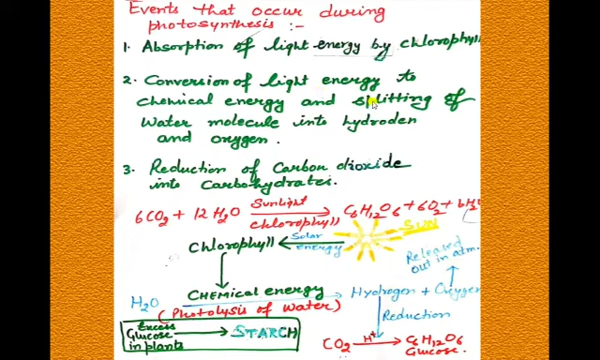 Events that occur during
photosynthesis :-
1. Absorption of light energy by chlorophyll
2. Conversion of light energy to
chemical energy and splitting of
water molecule into hydroden
and oxygen.
3. Reduction of Carbon dioxide
into Carbohydrates.
6CO2 + 12H2O Sunlight Chlorophyll C6H12O6 + 6O2 + 6H2
SUN
Chlorophyll Solar energy
Released
out in atm.
H2O Chemical energy Hydrogen + Oxygen
(Photolysis of water)
Reduction
Excess
Glucose
in plants STARCH
CO2 H+ C6H12O6
Glucose.